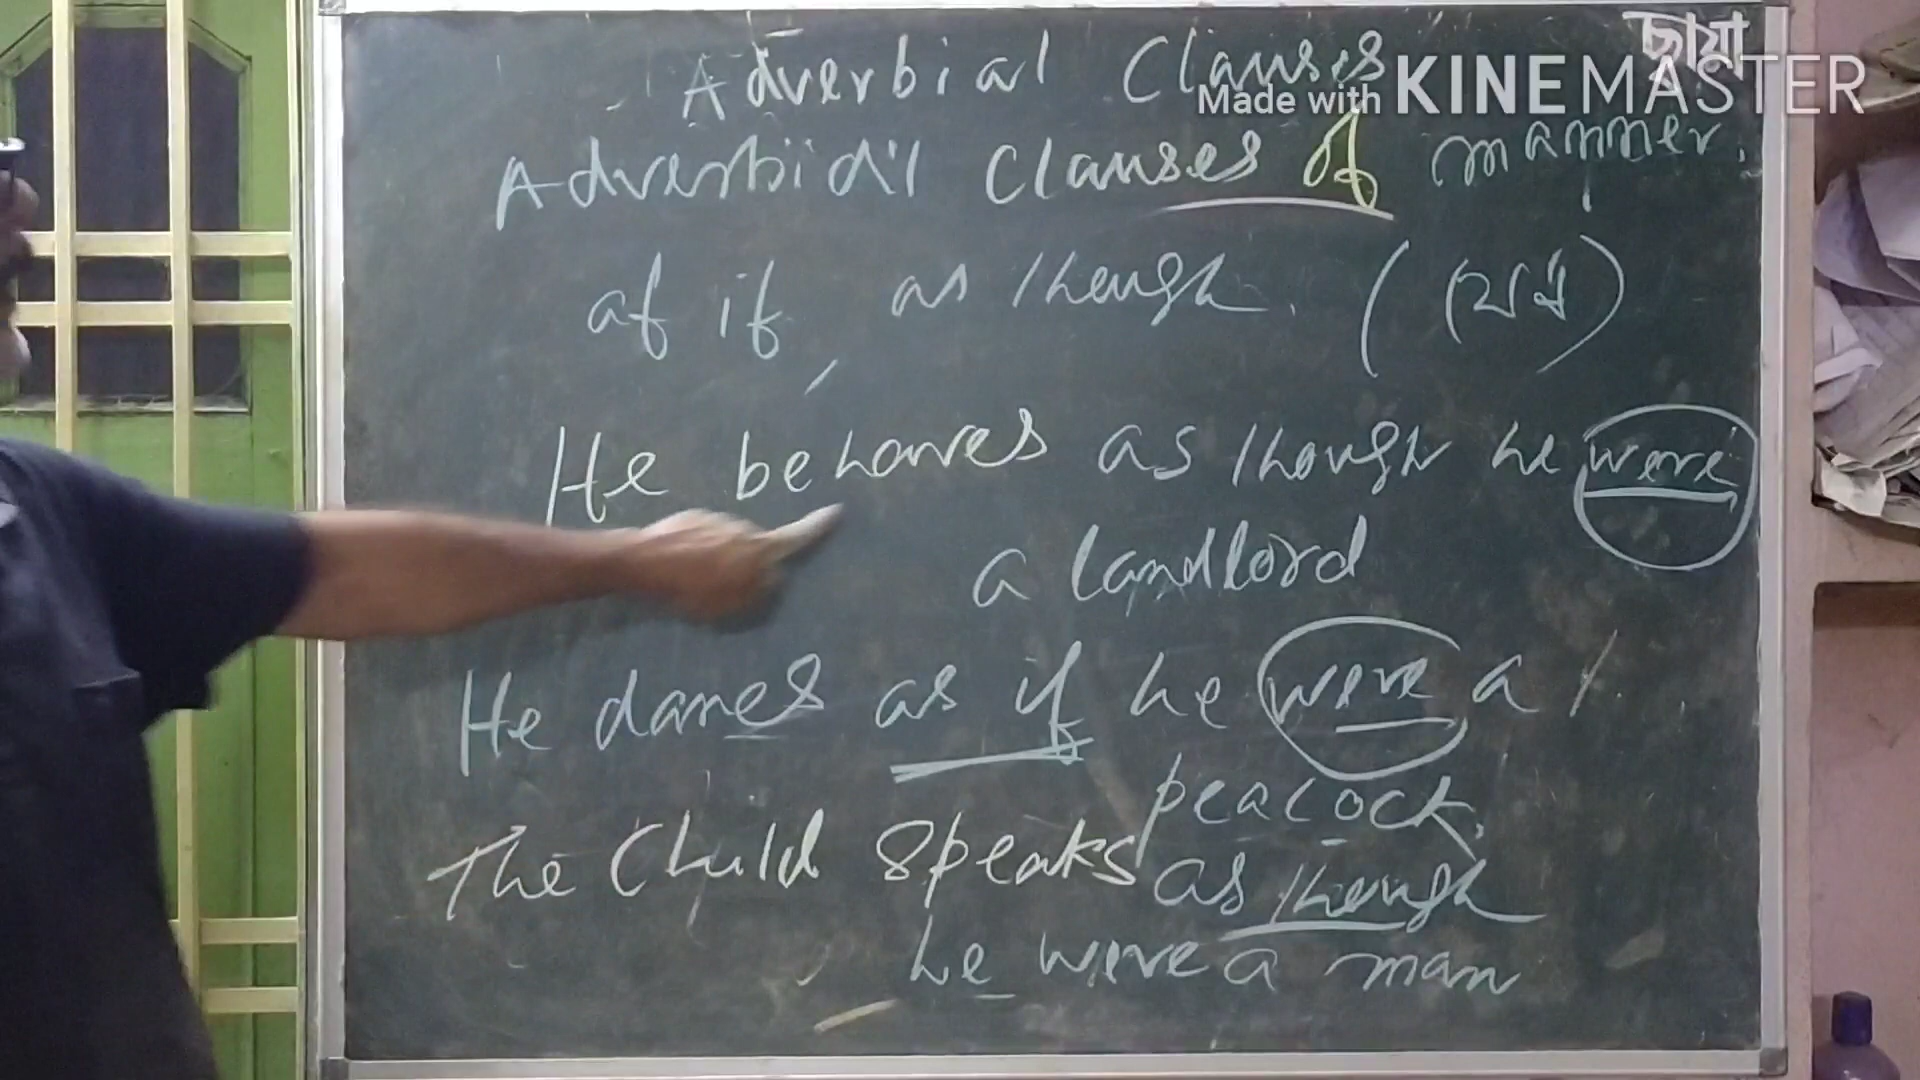 ছায়া
Adverbial Clauses
Made with KINEMASTER
Adverbial Clauses of manner.
as if, as though. (যেন)
He behaves as though he were
a landlord
He dances as if he were a
peacock.
The Child Speaks as though
he were a man